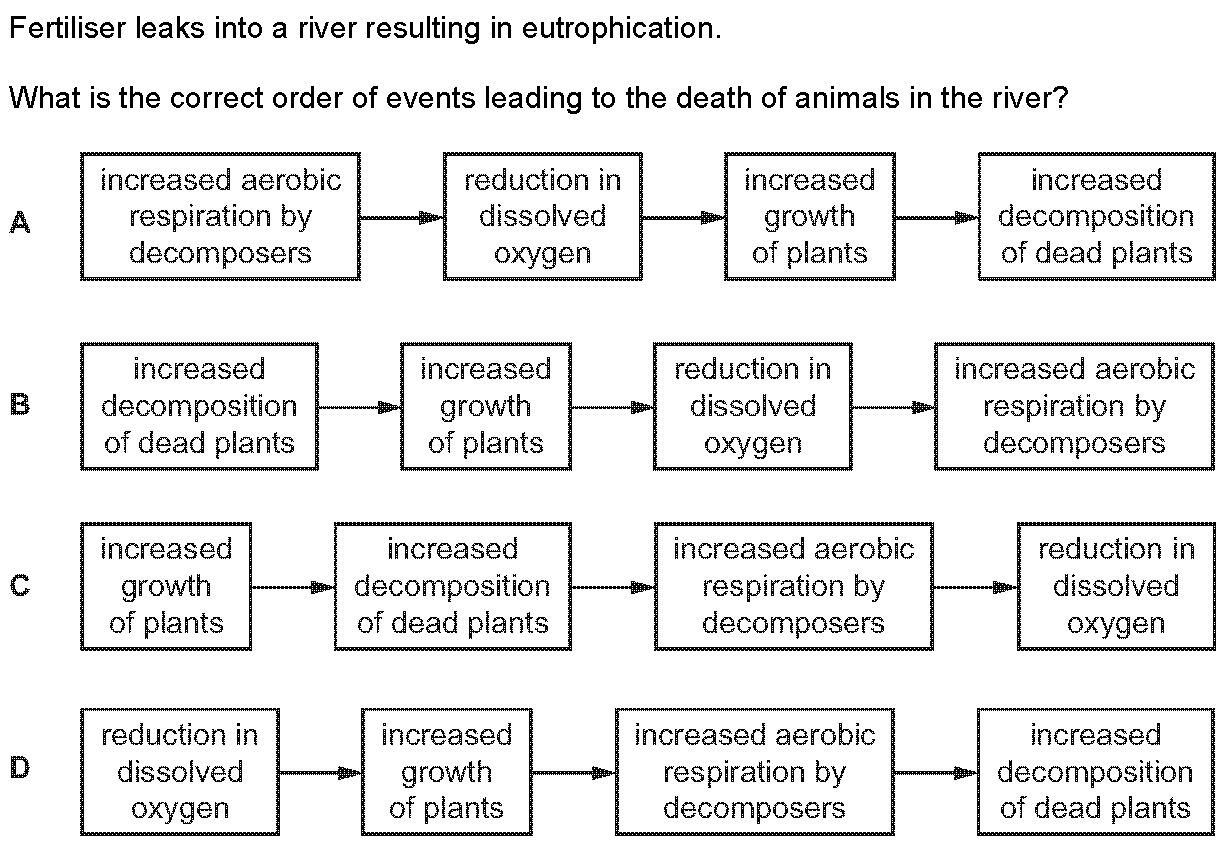 Fertiliser leaks into a river resulting in eutrophication.
What is the correct order of events leading to the death of animals in the river?
A
increased aerobic
respiration by
decomposers
reduction in
dissolved
oxygen
increased
growth
of plants
increased
decomposition
of dead plants
B
increased
decomposition
of dead plants
increased
growth
of plants
reduction in
dissolved
oxygen
increased aerobic
respiration by
decomposers
C
increased
growth
of plants
increased
decomposition
of dead plants
increased aerobic
respiration by
decomposers
reduction in
dissolved
oxygen
D
reduction in
dissolved
oxygen
increased
growth
of plants
increased aerobic
respiration by
decomposers
increased
decomposition
of dead plants